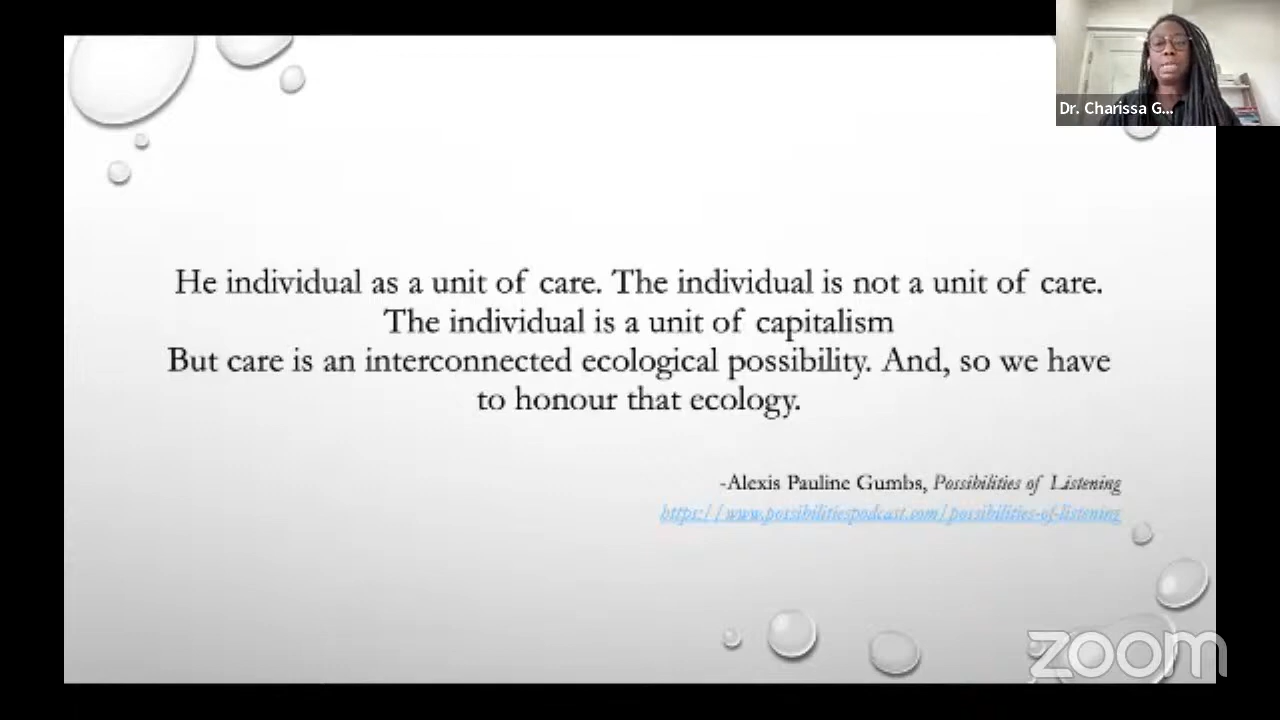 Dr. Charissa G...
He individual as a unit of care. The individual is not a unit of care.
The individual is a unit of capitalism
But care is an interconnected ecological possibility. And, so we have
to honour that ecology.
-Alexis Pauline Gumbs, Possibilities of Listening
https://www.possibilitiespodcast.com/possibilities-of-listening
zoom